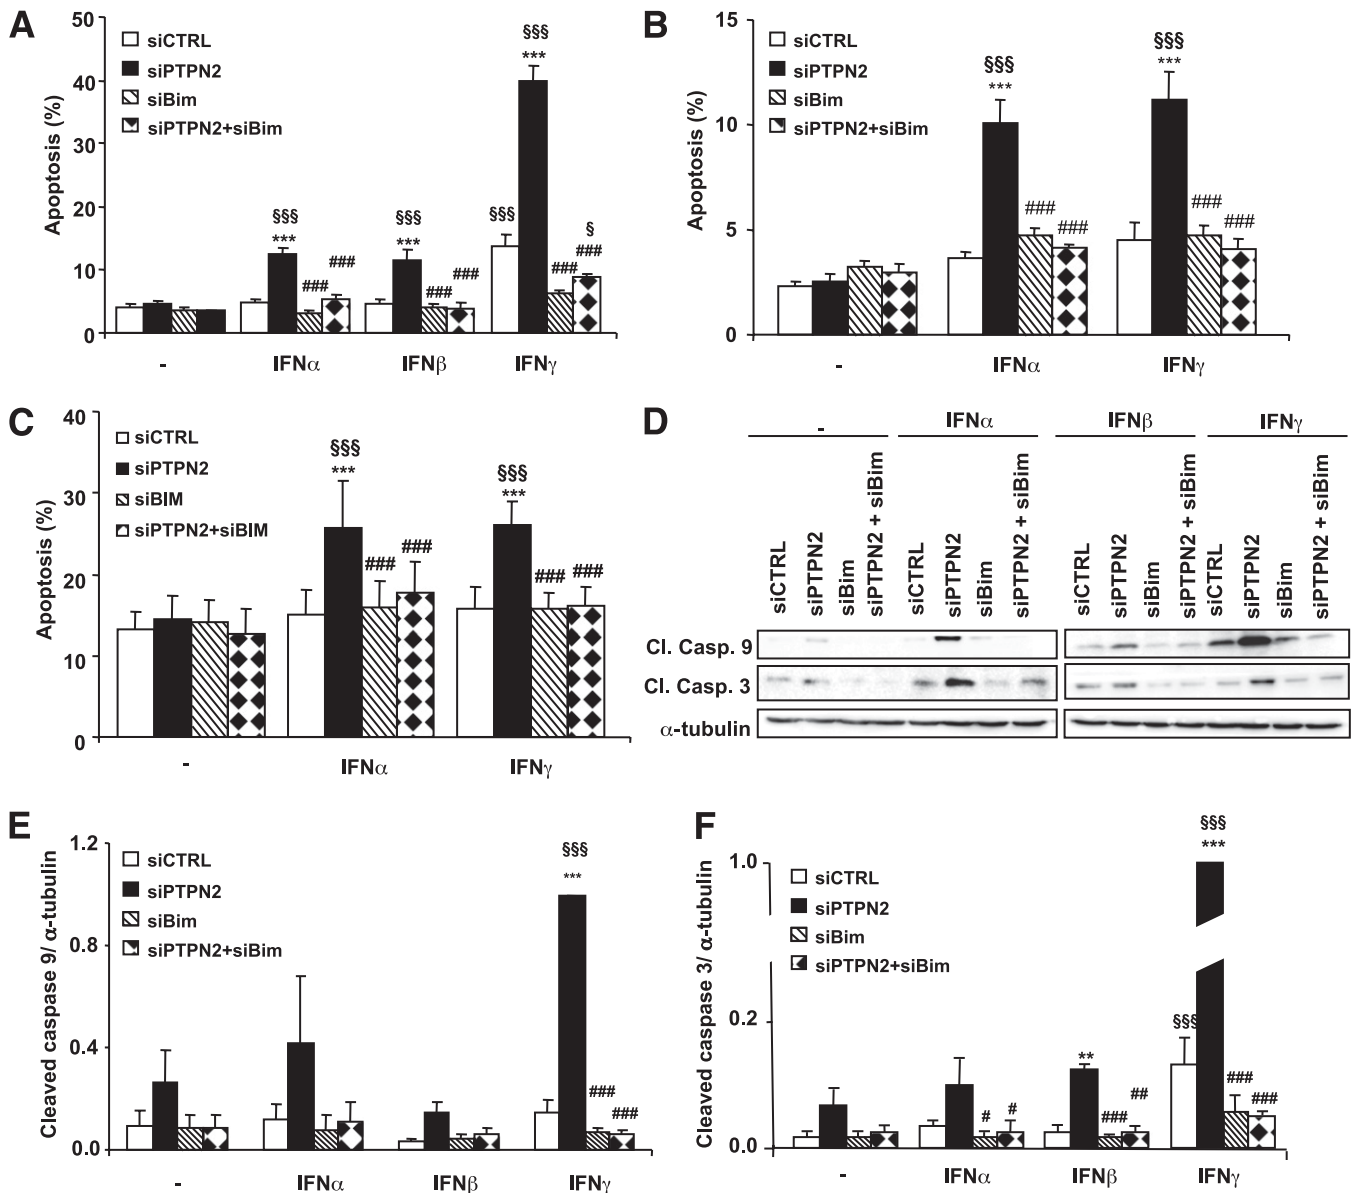 A
Apoptosis (%)
50
40
30
20
10
0
siCTRL
siPTPN2
siBim
siPTPN2+siBim
§§§
***
###
###
§§§
***
###
###
§§§
§§§
***
###
§
###
- IFNα IFNβ IFNγ
B
Apoptosis (%)
15
10
5
0
siCTRL
siPTPN2
siBim
siPTPN2+siBim
§§§
***
###
###
§§§
***
###
###
- IFNα IFNγ
C
Apoptosis (%)
40
30
20
10
0
siCTRL
siPTPN2
siBIM
siPTPN2+siBIM
§§§
***
###
###
§§§
***
###
###
- IFNα IFNγ
D
- IFNα IFNβ IFNγ
siCTRL
siPTPN2
siBim
siPTPN2 + siBim
siCTRL
siPTPN2
siBim
siPTPN2 + siBim
siCTRL
siPTPN2
siBim
siPTPN2 + siBim
siCTRL
siPTPN2
siBim
siPTPN2 + siBim
Cl. Casp. 9
Cl. Casp. 3
α-tubulin
E
Cleaved caspase 9/ α-tubulin
1.2
0.8
0.4
0.0
siCTRL
siPTPN2
siBim
siPTPN2+siBim
§§§
***
###
###
- IFNα IFNβ IFNγ
F
Cleaved caspase 3/ α-tubulin
1.0
0.2
0.0
siCTRL
siPTPN2
siBim
siPTPN2+siBim
#
#
**
###
##
§§§
§§§
***
###
###
- IFNα IFNβ IFNγ